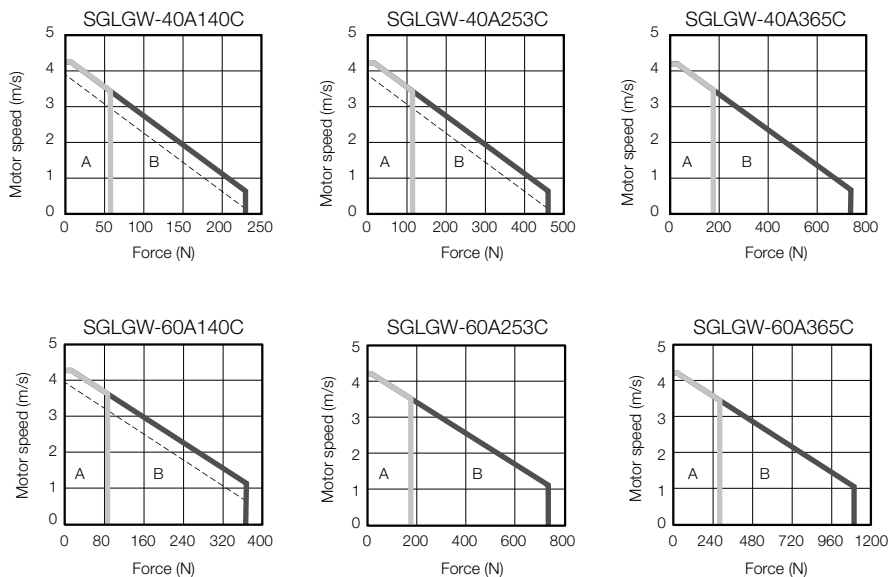 SGLGW-40A140C
Motor speed (m/s)
5
4
3
2
1
0
A
B
0 50 100 150 200 250
Force (N)
SGLGW-40A253C
Motor speed (m/s)
5
4
3
2
1
0
A
B
0 100 200 300 400 500
Force (N)
SGLGW-40A365C
Motor speed (m/s)
5
4
3
2
1
0
A
B
0 200 400 600 800
Force (N)
SGLGW-60A140C
Motor speed (m/s)
5
4
3
2
1
0
A
B
0 80 160 240 360 400
Force (N)
SGLGW-60A253C
Motor speed (m/s)
5
4
3
2
1
0
A
B
0 200 400 600 800
Force (N)
SGLGW-60A365C
Motor speed (m/s)
5
4
3
2
1
0
A
B
0 240 480 720 960 1200
Force (N)